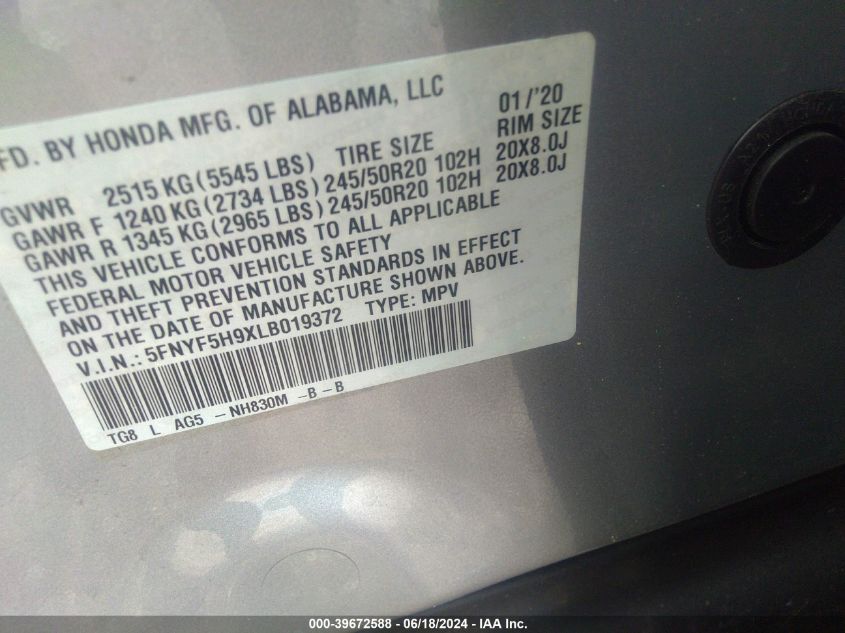 FD. BY HONDA MFG. OF ALABAMA, LLC 01/'20
GVWR 2515 KG (5545 LBS) TIRE SIZE RIM SIZE
GAWR F 1240 KG (2734 LBS) 245/50R20 102H 20X8.0J
GAWR R 1345 KG (2965 LBS) 245/50R20 102H 20X8.0J
THIS VEHICLE CONFORMS TO ALL APPLICABLE
FEDERAL MOTOR VEHICLE SAFETY
AND THEFT PREVENTION STANDARDS IN EFFECT
ON THE DATE OF MANUFACTURE SHOWN ABOVE.
V.I.N.: 5FNYF5H9XLB019372 TYPE: MPV
TG8 L AG5 -NH830M -B-B
000-39672588 - 06/18/2024 - IAA Inc.